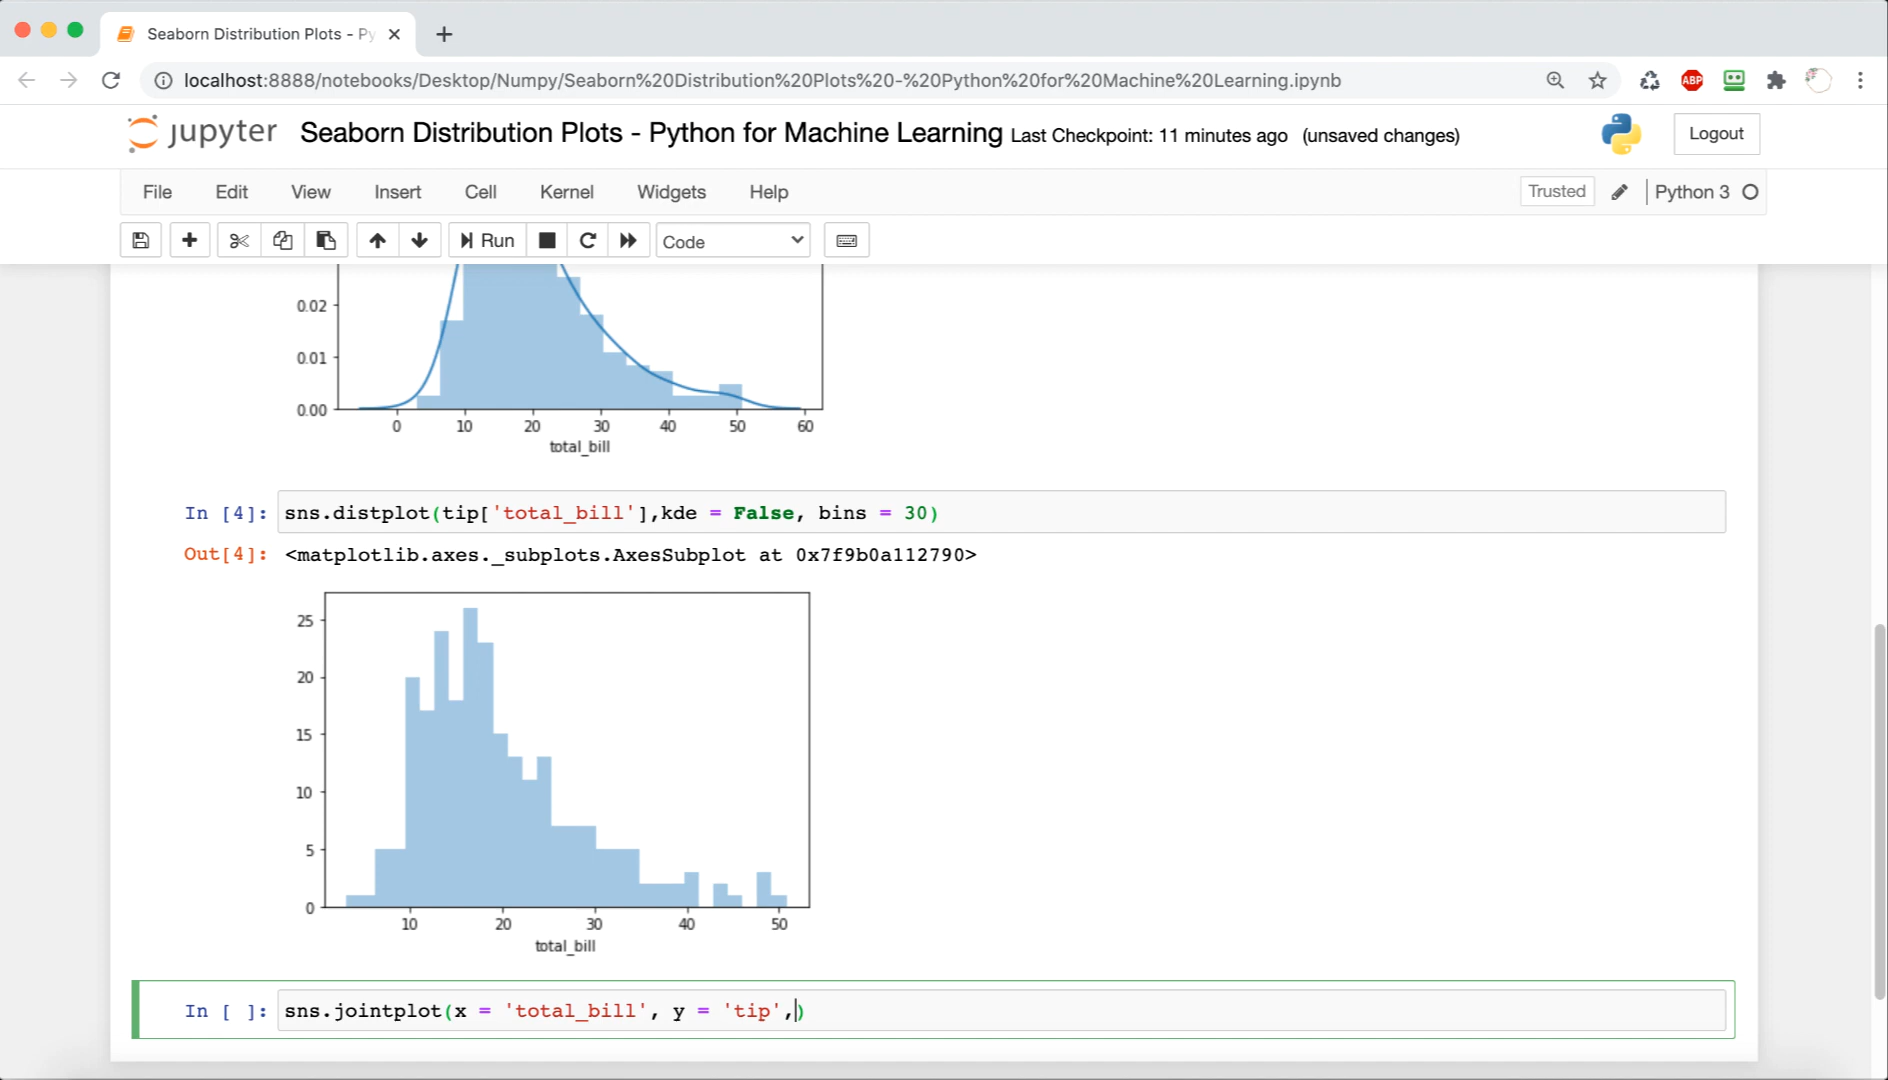 Seaborn Distribution Plots - Py
localhost:8888/notebooks/Desktop/Numpy/Seaborn%20Distribution%20Plots%20-%20Python%20for%20Machine%20Learning.ipynb
ABP
jupyter Seaborn Distribution Plots - Python for Machine Learning Last Checkpoint: 11 minutes ago (unsaved changes)
Logout
File Edit View Insert Cell Kernel Widgets Help
Trusted Python 3
Run Code
0.02
0.01
0.00
0 10 20 30 40 50 60
total_bill
In [4]: sns.distplot(tip['total_bill'],kde = False, bins = 30)
Out[4]: <matplotlib.axes._subplots.AxesSubplot at 0x7f9b0a112790>
25
20
15
10
5
0
10 20 30 40 50
total_bill
In [ ]: sns.jointplot(x = 'total_bill', y = 'tip',)